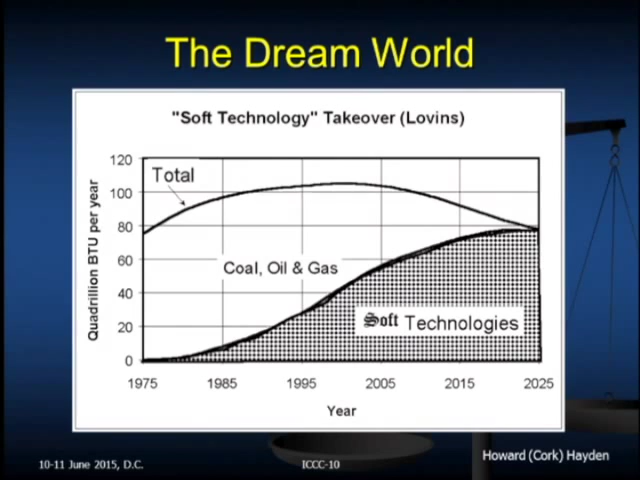 The Dream World
"Soft Technology" Takeover (Lovins)
120
Total
100
80
60
Coal, Oil & Gas
40
Soft Technologies
20
0
Quadrillion BTU per year
1975 1985 1995 2005 2015 2025
Year
10-11 June 2015, D.C. ICCC-10 Howard (Cork) Hayden